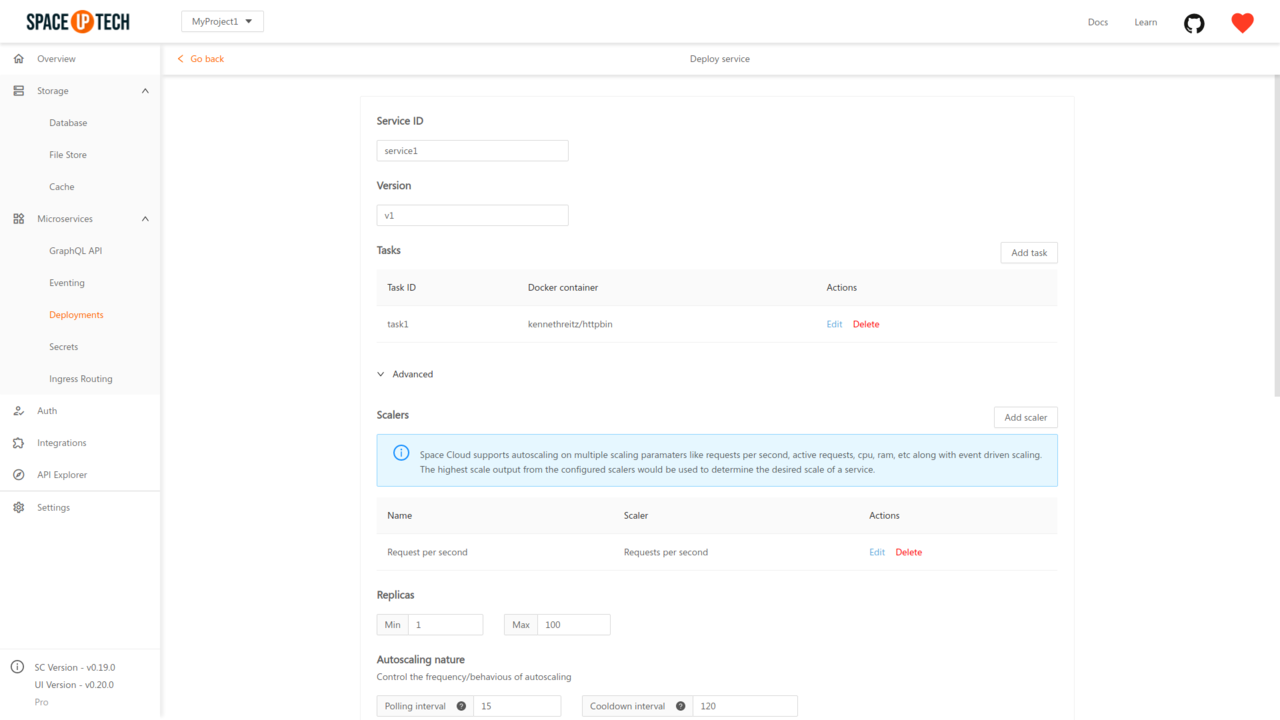 SPACE UP TECH
MyProject1
Docs
Learn
Overview
Storage
Database
File Store
Cache
Microservices
GraphQL API
Eventing
Deployments
Secrets
Ingress Routing
Auth
Integrations
API Explorer
Settings
SC Version - v0.19.0
UI Version - v0.20.0
Pro
Go back
Deploy service
Service ID
service1
Version
v1
Tasks
Add task
Task ID Docker container Actions
task1 kennethreitz/httpbin Edit Delete
Advanced
Scalers
Add scaler
Space Cloud supports autoscaling on multiple scaling paramaters like requests per second, active requests, cpu, ram, etc along with event driven scaling.
The highest scale output from the configured scalers would be used to determine the desired scale of a service.
Name Scaler Actions
Request per second Requests per second Edit Delete
Replicas
Min 1 Max 100
Autoscaling nature
Control the frequency/behavious of autoscaling
Polling interval ? 15 Cooldown interval ? 120